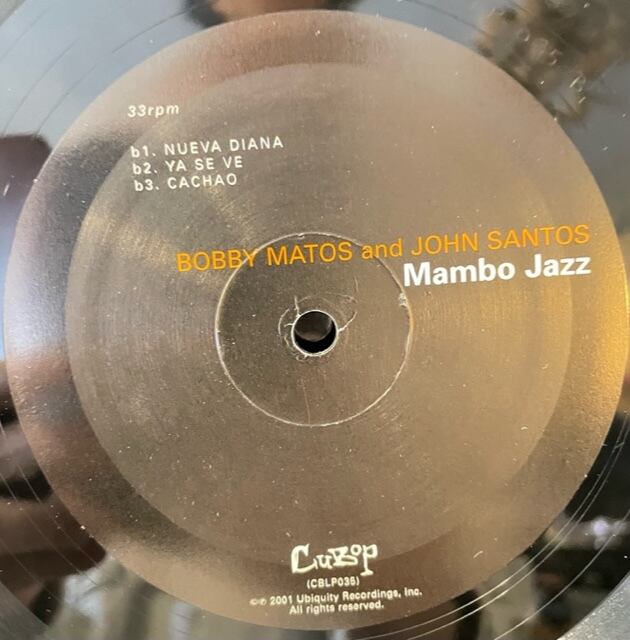 33rpm
b1. NUEVA DIANA
b2. YA SE VE
b3. CACHAO
BOBBY MATOS and JOHN SANTOS
Mambo Jazz
CuBop
(CBLP035)
©℗ 2001 Ubiquity Recordings, Inc.
All rights reserved.